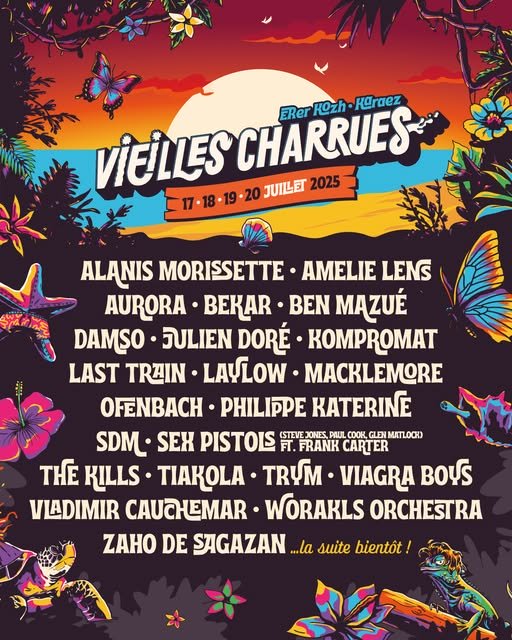 ERer Kozh • Karaez
VIEILLES CHARRUES
17 • 18 • 19 • 20 JUILLET 2025
ALANIS MORISSETTE • AMELIE LENS
AURORA • BEKAR • BEN MAZUÉ
DAMSO • JULIEN DORÉ • KOMPROMAT
LAST TRAIN • LAYLOW • MACKLEMORE
OFENBACH • PHILIPPE KATERINE
SDM • SEX PISTOLS (STEVE JONES, PAUL COOK, GLEN MATLOCK) FT. FRANK CARTER
THE KILLS • TIAKOLA • TRYM • VIAGRA BOYS
VLADIMIR CAUCHEMAR • WORAKLS ORCHESTRA
ZAHO DE SAGAZAN ...la suite bientôt !